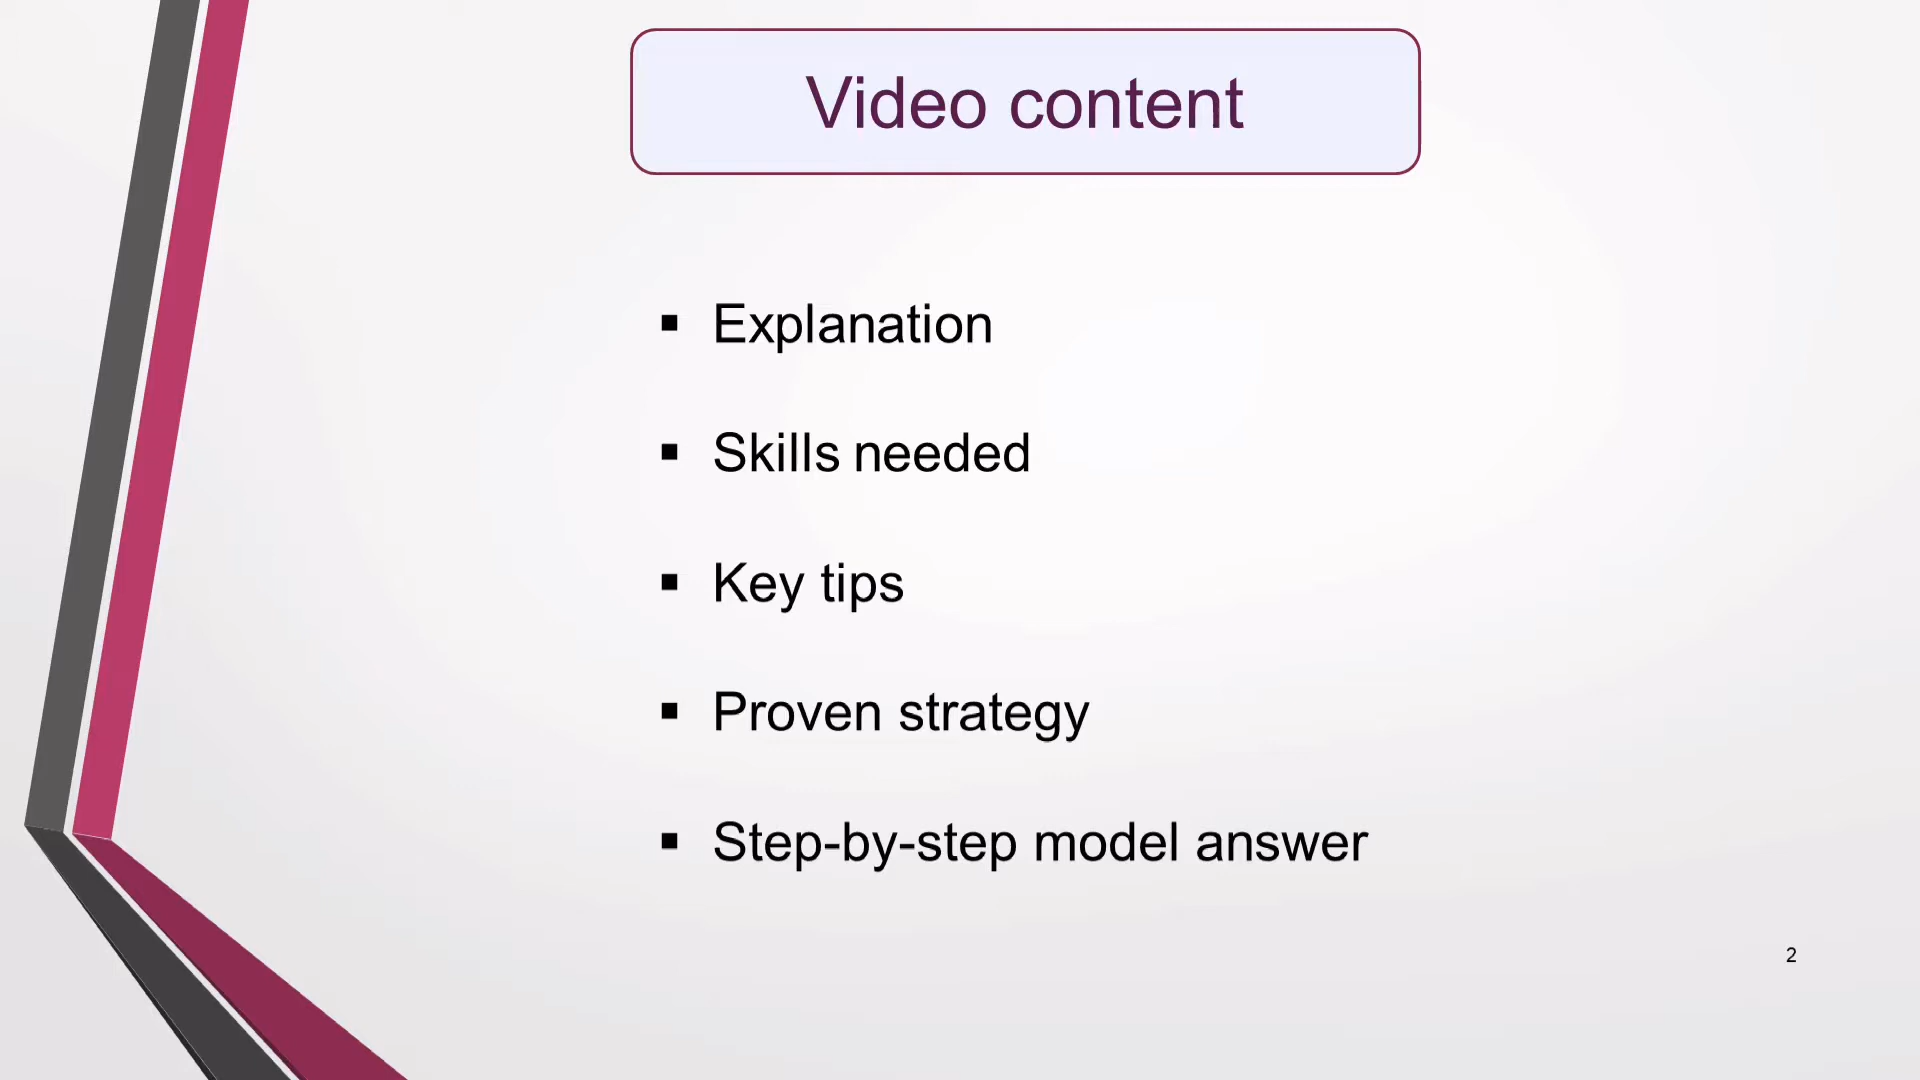 Video content
▪ Explanation
▪ Skills needed
▪ Key tips
▪ Proven strategy
▪ Step-by-step model answer
2